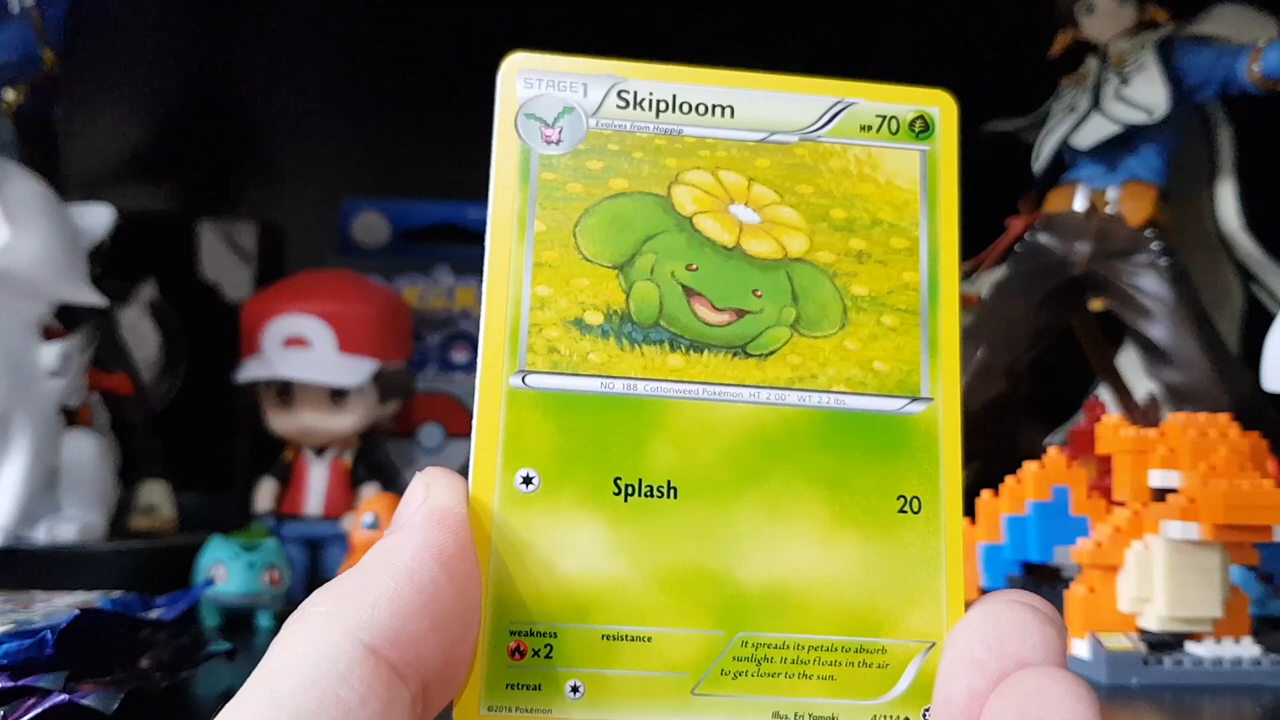 STAGE1
Skiploom
HP70
Evolves from Hoppip
NO. 188 Cottonweed Pokémon HT: 2'00" WT: 2.2 lbs.
Splash 20
weakness
×2
resistance
retreat
It spreads its petals to absorb
sunlight. It also floats in the air
to get closer to the sun.
©2016 Pokémon
Illus. Eri Yamaki
4/114